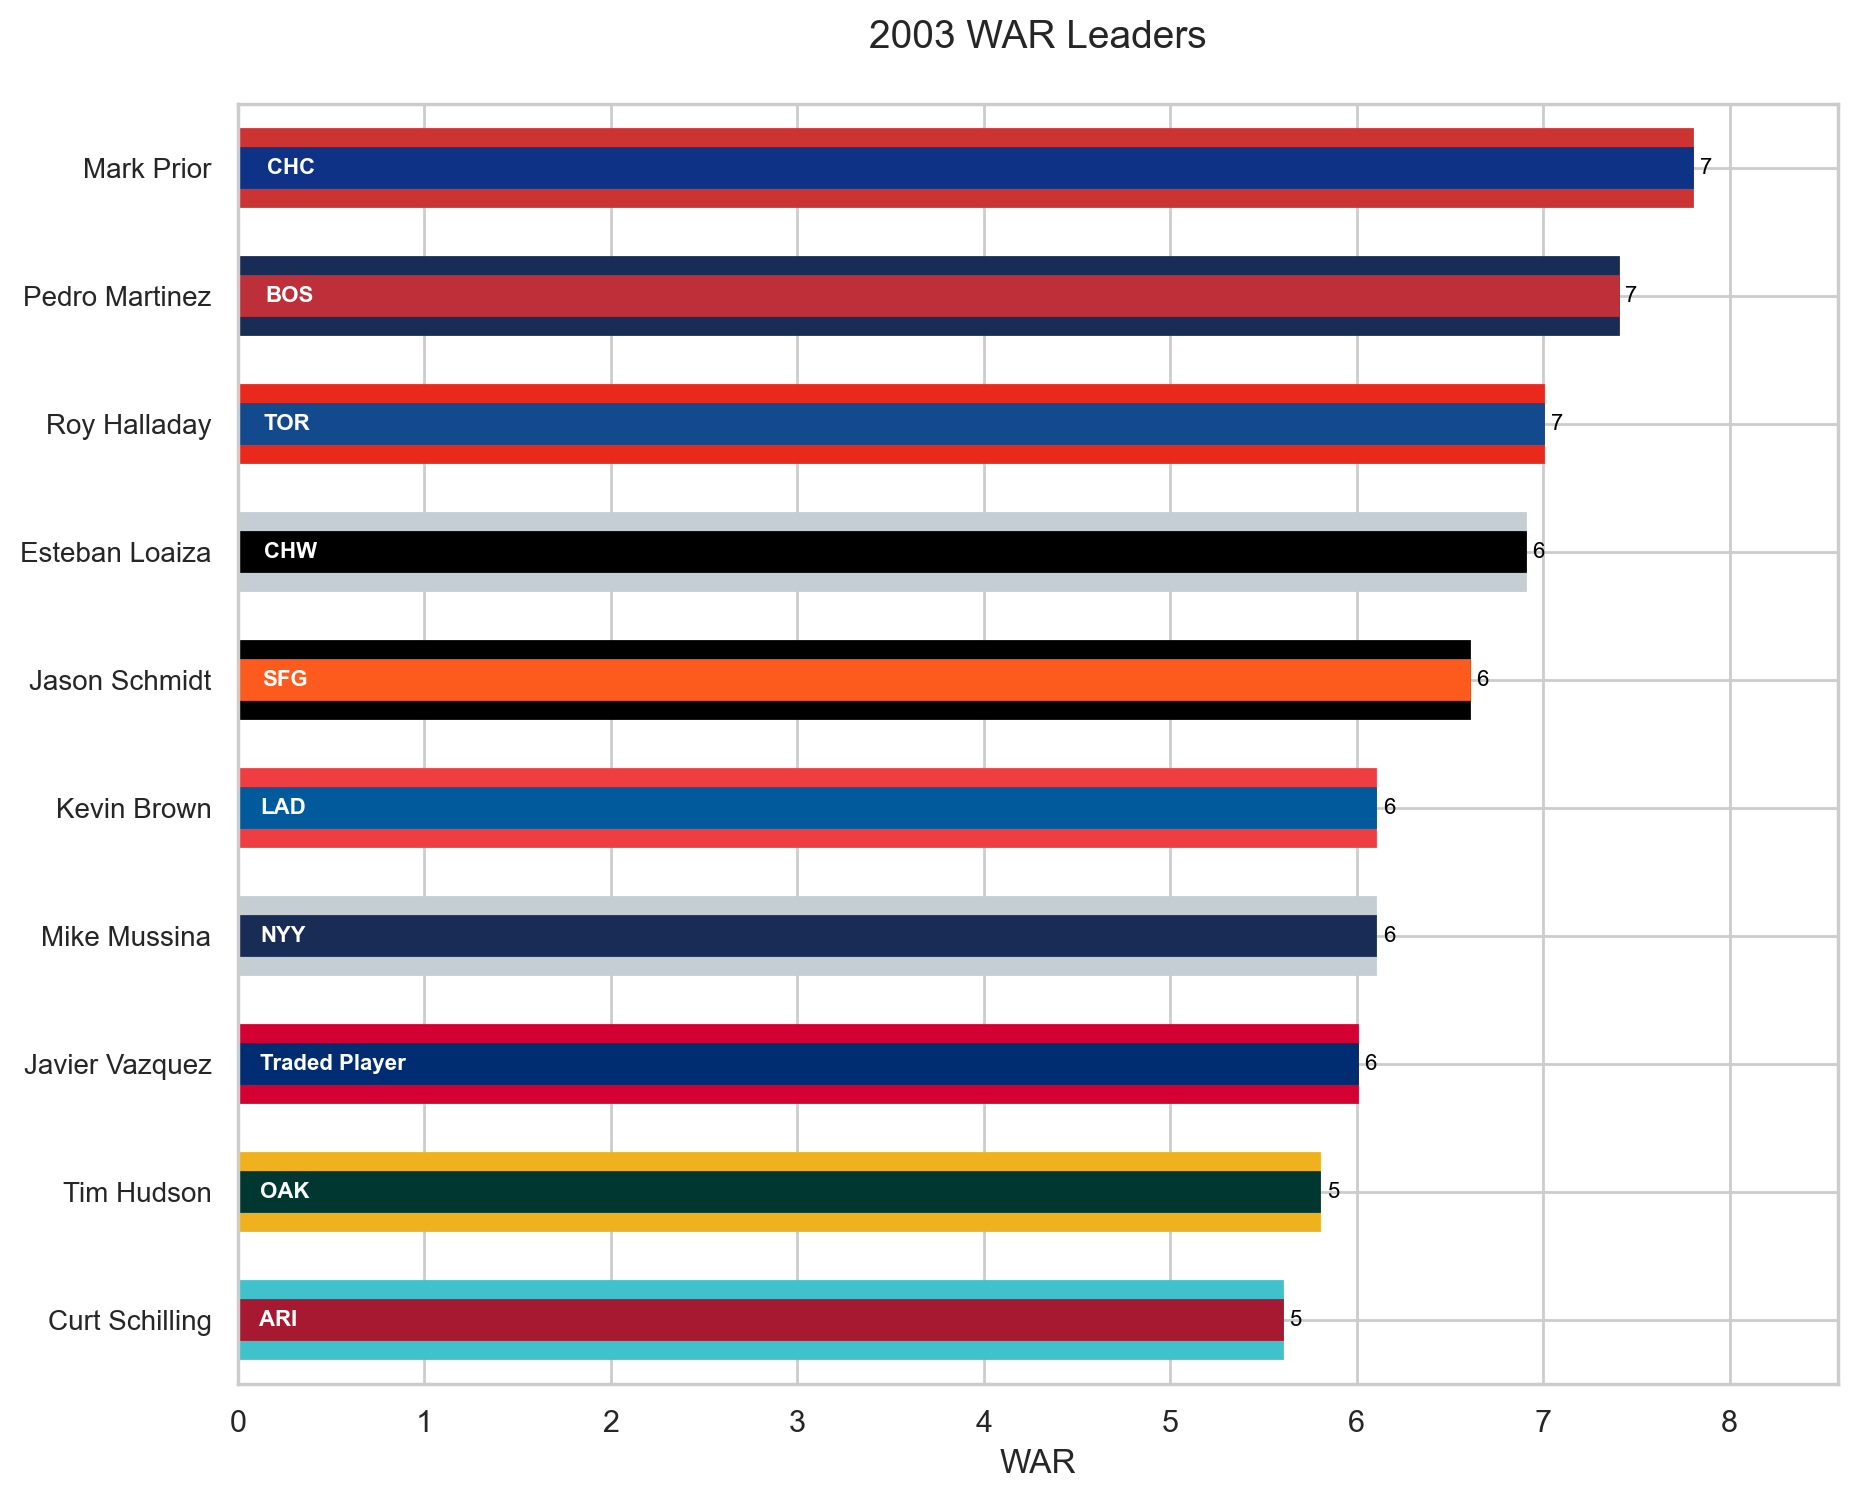 2003 WAR Leaders
Mark Prior CHC 7
Pedro Martinez BOS 7
Roy Halladay TOR 7
Esteban Loaiza CHW 6
Jason Schmidt SFG 6
Kevin Brown LAD 6
Mike Mussina NYY 6
Javier Vazquez Traded Player 6
Tim Hudson OAK 5
Curt Schilling ARI 5
0 1 2 3 4 5 6 7 8
WAR